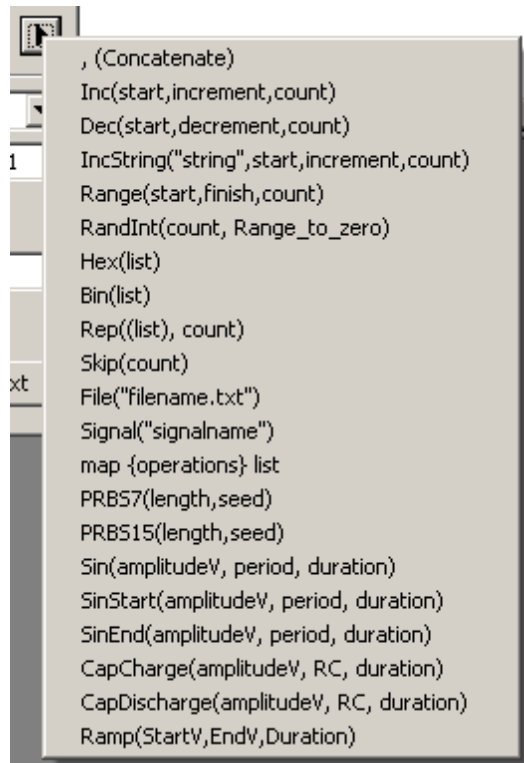 , (Concatenate)
Inc(start,increment,count)
Dec(start,decrement,count)
1
IncString("string",start,increment,count)
Range(start,finish,count)
RandInt(count, Range_to_zero)
Hex(list)
Bin(list)
Rep((list), count)
Skip(count)
xt
File("filename.txt")
Signal("signalname")
map {operations} list
PRBS7(length,seed)
PRBS15(length,seed)
Sin(amplitudeV, period, duration)
SinStart(amplitudeV, period, duration)
SinEnd(amplitudeV, period, duration)
CapCharge(amplitudeV, RC, duration)
CapDischarge(amplitudeV, RC, duration)
Ramp(StartV,EndV,Duration)